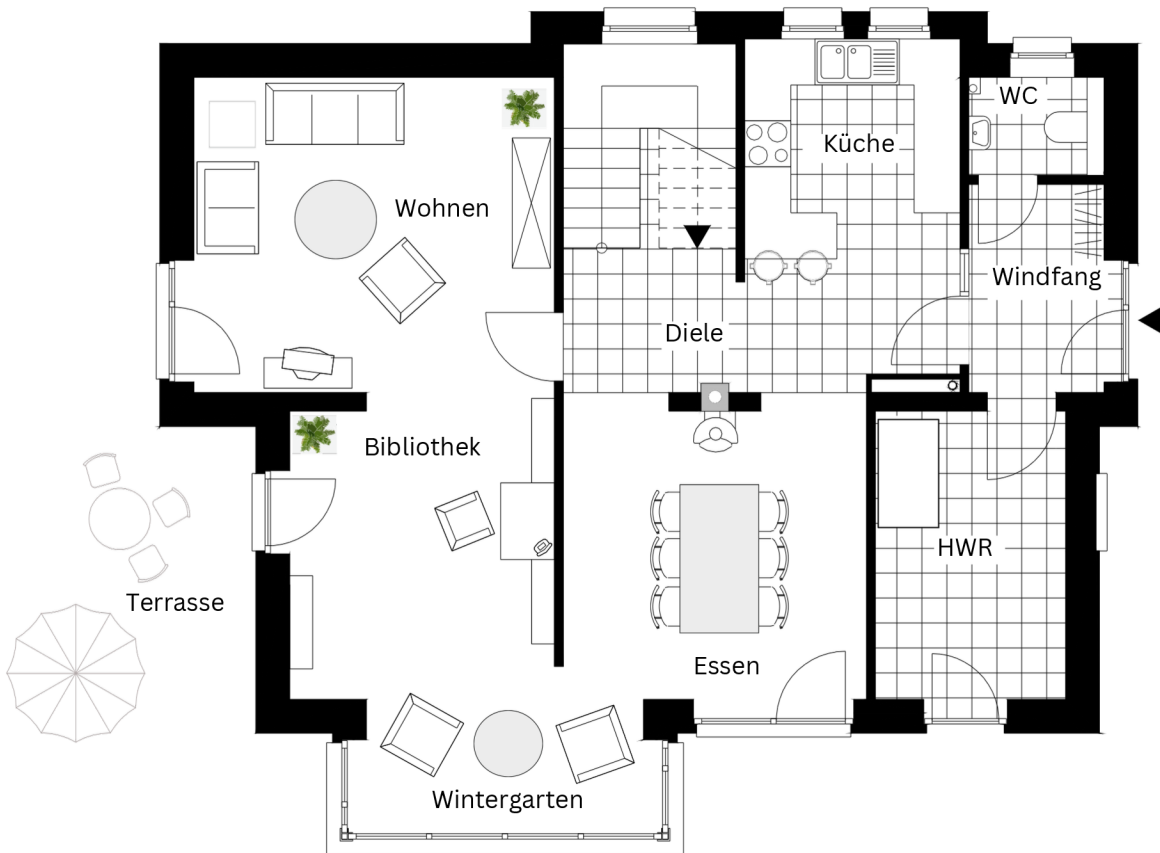 WC
Küche
Wohnen
Windfang
Diele
Bibliothek
HWR
Terrasse
Essen
Wintergarten